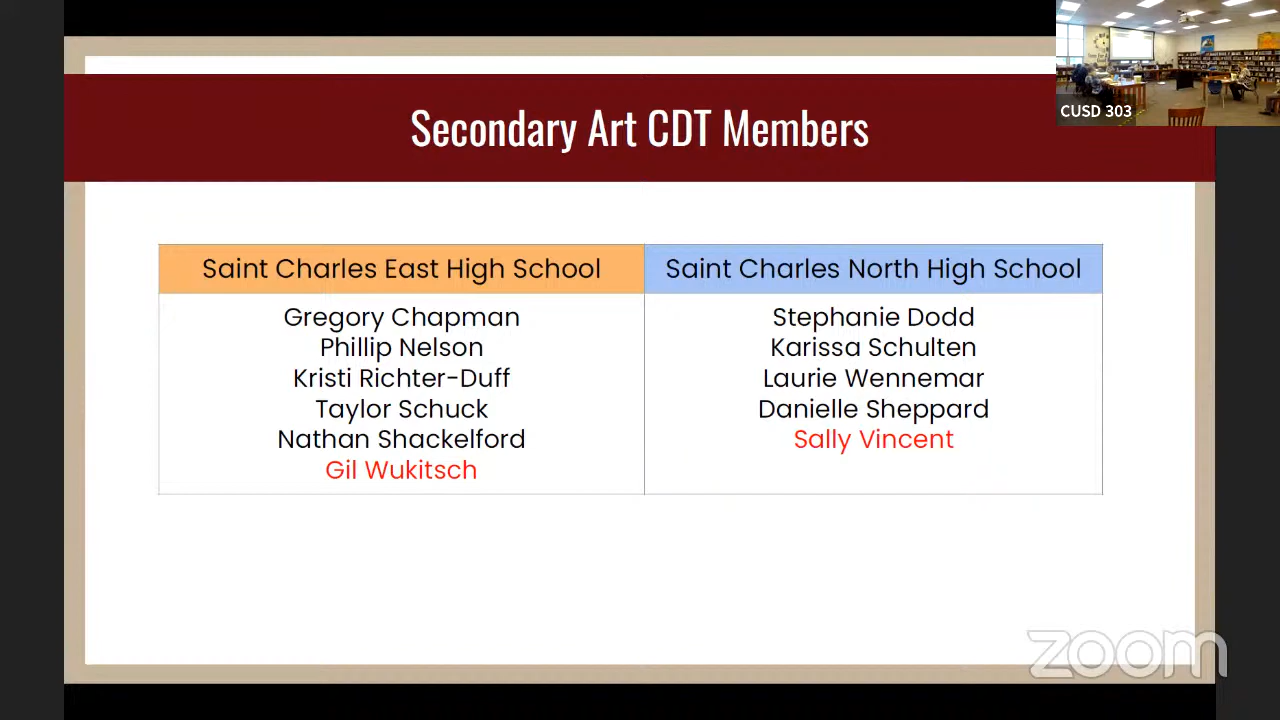 CUSD 303
Secondary Art CDT Members
Saint Charles East High School
Gregory Chapman
Phillip Nelson
Kristi Richter-Duff
Taylor Schuck
Nathan Shackelford
Gil Wukitsch
Saint Charles North High School
Stephanie Dodd
Karissa Schulten
Laurie Wennemar
Danielle Sheppard
Sally Vincent
zoom